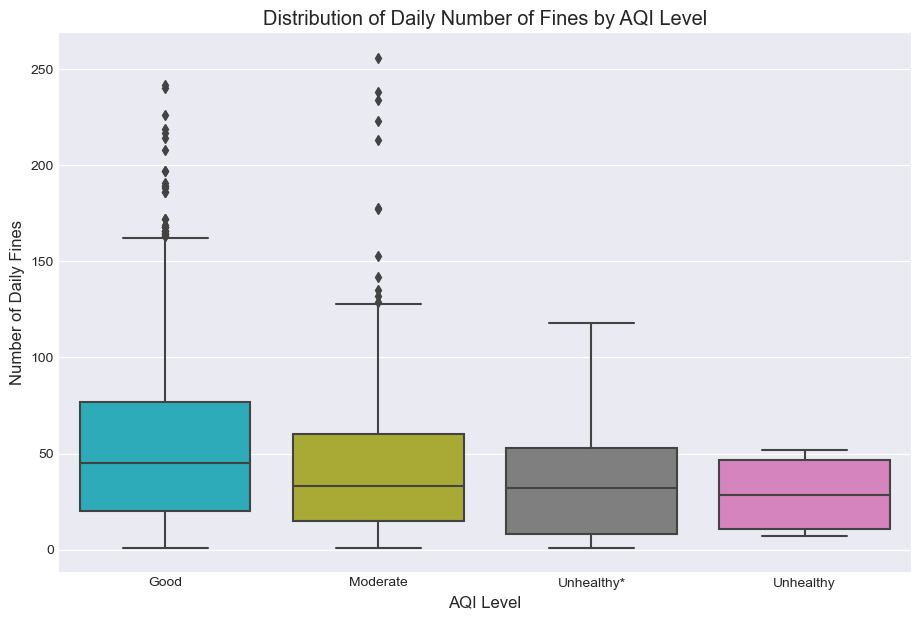 Distribution of Daily Number of Fines by AQI Level
Number of Daily Fines
250
200
150
100
50
0
Good Moderate Unhealthy* Unhealthy
AQI Level